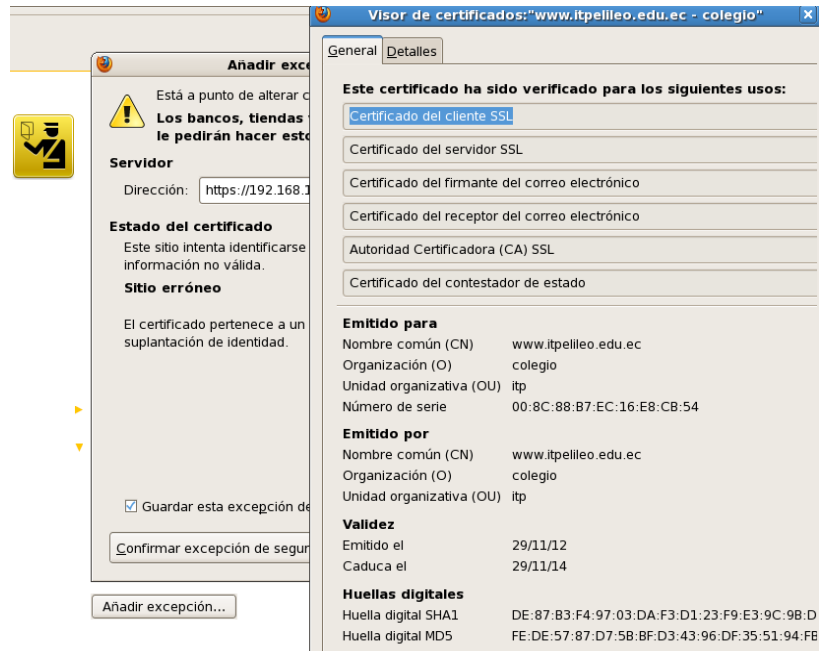 Visor de certificados:"www.itpelileo.edu.ec - colegio"
General Detalles
Este certificado ha sido verificado para los siguientes usos:
Certificado del cliente SSL
Certificado del servidor SSL
Certificado del firmante del correo electrónico
Certificado del receptor del correo electrónico
Autoridad Certificadora (CA) SSL
Certificado del contestador de estado
Emitido para
Nombre común (CN) www.itpelileo.edu.ec
Organización (O) colegio
Unidad organizativa (OU) itp
Número de serie 00:8C:88:B7:EC:16:E8:CB:54
Emitido por
Nombre común (CN) www.itpelileo.edu.ec
Organización (O) colegio
Unidad organizativa (OU) itp
Validez
Emitido el 29/11/12
Caduca el 29/11/14
Huellas digitales
Huella digital SHA1 DE:87:B3:F4:97:03:DA:F3:D1:23:F9:E3:9C:9B:D
Huella digital MD5 FE:DE:57:87:D7:5B:BF:D3:43:96:DF:35:51:94:FB
Añadir exce
Está a punto de alterar c
Los bancos, tiendas
le pedirán hacer esto
Servidor
Dirección: https://192.168.1
Estado del certificado
Este sitio intenta identificarse
información no válida.
Sitio erróneo
El certificado pertenece a un
suplantación de identidad.
Guardar esta excepción de
Confirmar excepción de segur
Añadir excepción...